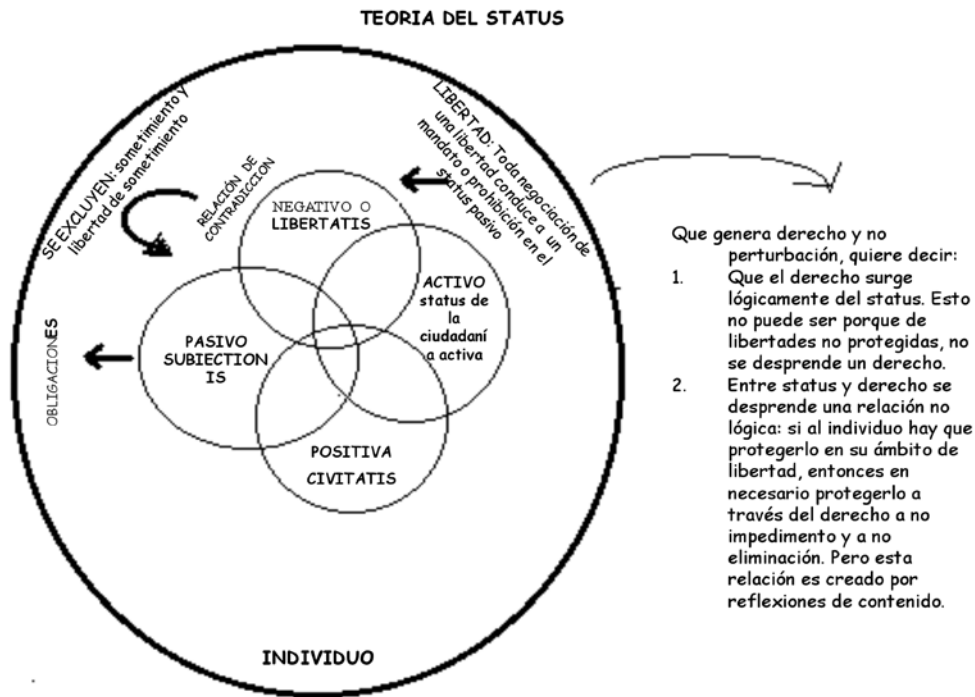 TEORIA DEL STATUS
SE EXCLUYEN: sometimiento y
libertad de sometimiento
RELACIÓN DE
CONTRADICCION
LIBERTAD: Toda negociación de
una libertad conduce a un
mandato o prohibición en el
status pasivo
NEGATIVO O
LIBERTATIS
ACTIVO
status de
la
ciudadaní
a activa
PASIVO
SUBIECTION
IS
OBLIGACIONES
POSITIVA
CIVITATIS
INDIVIDUO
Que genera derecho y no
perturbación, quiere decir:
1. Que el derecho surge
lógicamente del status. Esto
no puede ser porque de
libertades no protegidas, no
se desprende un derecho.
2. Entre status y derecho se
desprende una relación no
lógica: si al individuo hay que
protegerlo en su ámbito de
libertad, entonces en
necesario protegerlo a
través del derecho a no
impedimento y a no
eliminación. Pero esta
relación es creado por
reflexiones de contenido.